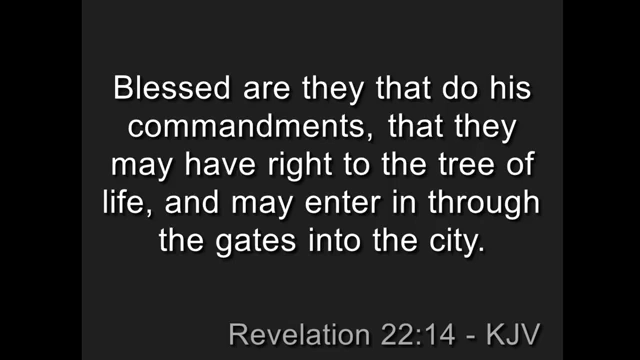 Blessed are they that do his
commandments, that they
may have right to the tree of
life, and may enter in through
the gates into the city.
Revelation 22:14 - KJV